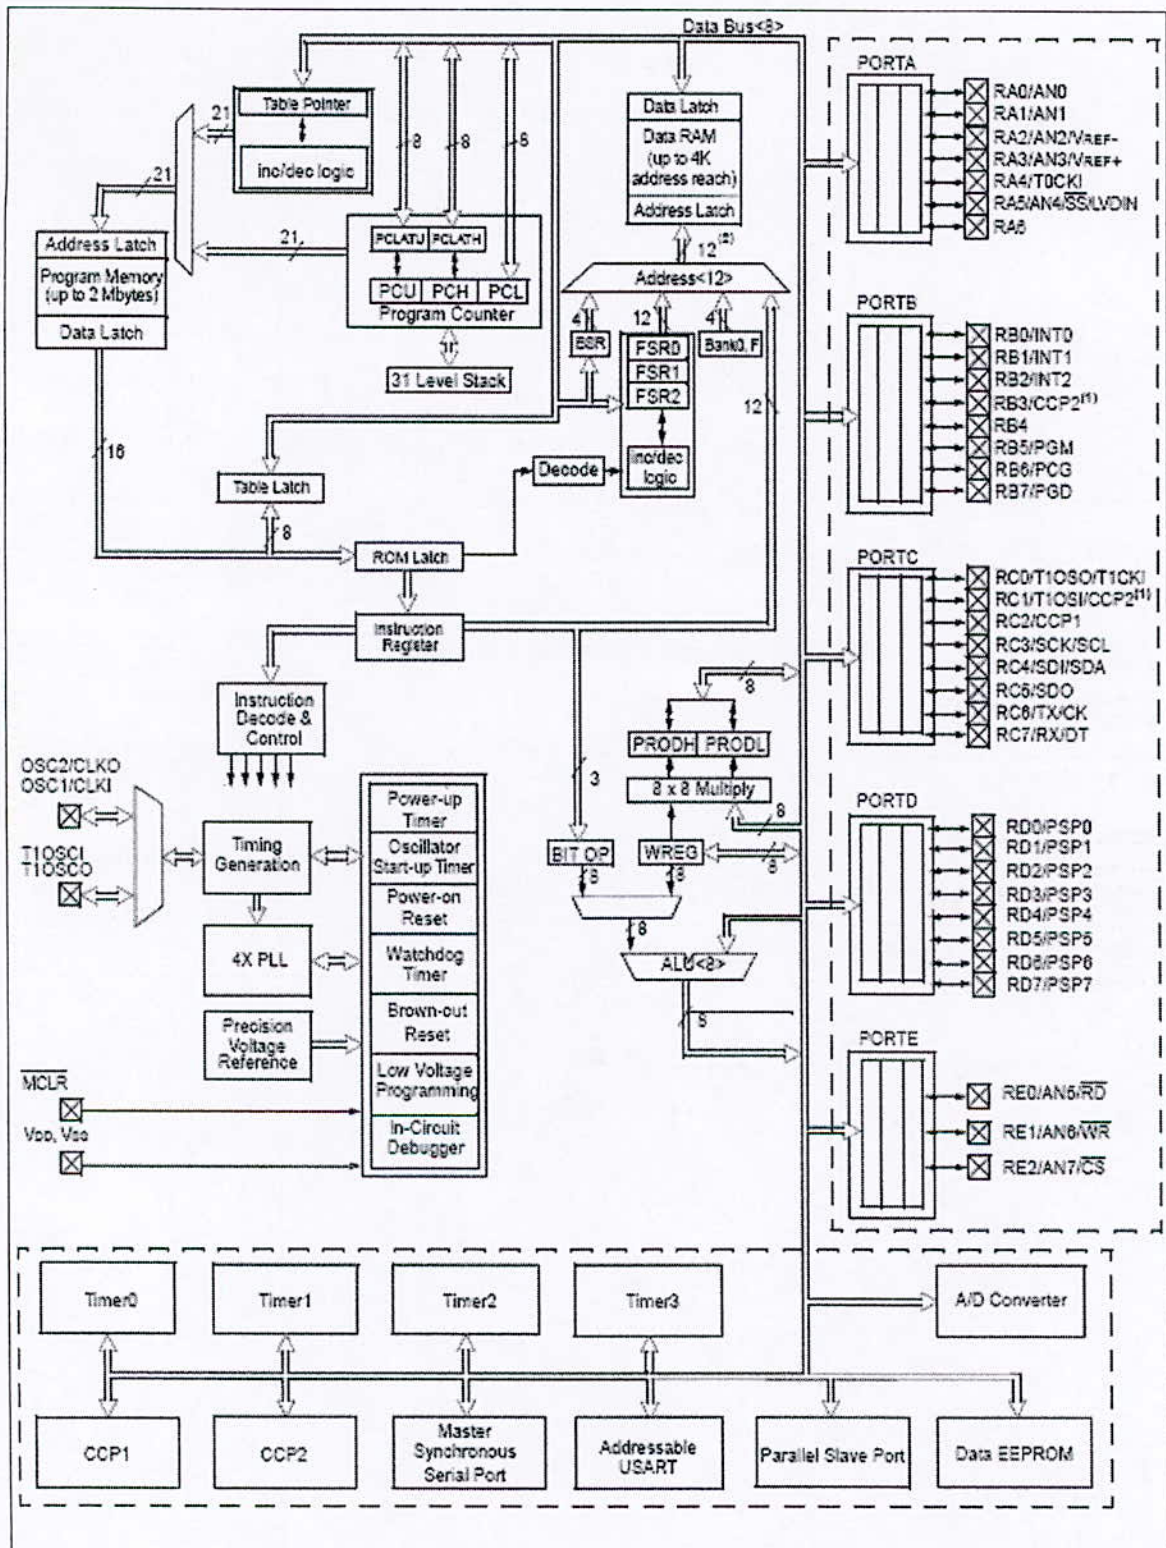 Data Bus<8>
Table Pointer
inc/dec logic
21
21
21
8
8
8
Address Latch
Program Memory
(up to 2 Mbytes)
Data Latch
PCLATU
PCLATH
PCU
PCH
PCL
Program Counter
31 Level Stack
Data Latch
Data RAM
(up to 4K
address reach)
Address Latch
12(2)
Address<12>
4
12
4
BSR
FSR0
FSR1
FSR2
Bank0, F
12
inc/dec
logic
Decode
16
Table Latch
8
ROM Latch
Instruction
Register
Instruction
Decode &
Control
OSC2/CLKO
OSC1/CLKI
T1OSCI
T1OSCO
Timing
Generation
4X PLL
Precision
Voltage
Reference
MCLR
VDD, VSS
Power-up
Timer
Oscillator
Start-up Timer
Power-on
Reset
Watchdog
Timer
Brown-out
Reset
Low Voltage
Programming
In-Circuit
Debugger
8
PRODH
PRODL
8 x 8 Multiply
3
8
BIT OP
WREG
8
8
8
8
ALU<8>
8
PORTA
RA0/AN0
RA1/AN1
RA2/AN2/VREF-
RA3/AN3/VREF+
RA4/T0CKI
RA5/AN4/SS/LVDIN
RA6
PORTB
RB0/INT0
RB1/INT1
RB2/INT2
RB3/CCP2(1)
RB4
RB5/PGM
RB6/PCG
RB7/PGD
PORTC
RC0/T1OSO/T1CKI
RC1/T1OSI/CCP2(1)
RC2/CCP1
RC3/SCK/SCL
RC4/SDI/SDA
RC5/SDO
RC6/TX/CK
RC7/RX/DT
PORTD
RD0/PSP0
RD1/PSP1
RD2/PSP2
RD3/PSP3
RD4/PSP4
RD5/PSP5
RD6/PSP6
RD7/PSP7
PORTE
RE0/AN5/RD
RE1/AN6/WR
RE2/AN7/CS
Timer0
Timer1
Timer2
Timer3
A/D Converter
CCP1
CCP2
Master
Synchronous
Serial Port
Addressable
USART
Parallel Slave Port
Data EEPROM